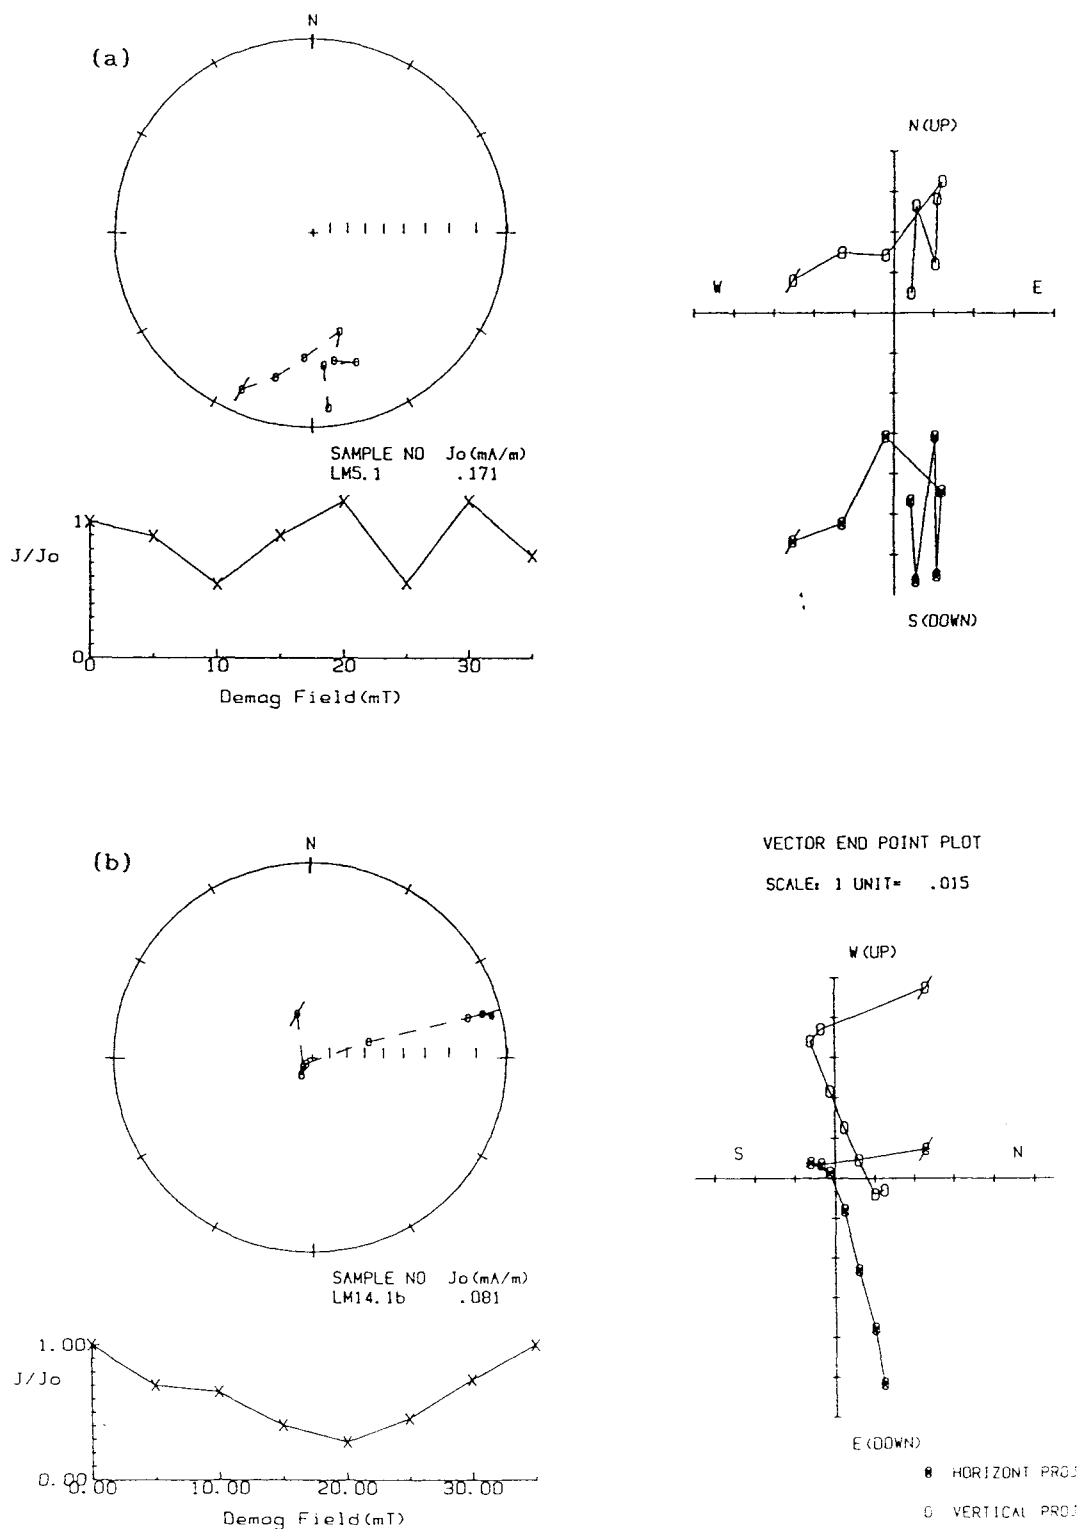 (a)
N
N(UP)
W
E
SAMPLE NO Jo(mA/m)
LM5.1 .171
1
J/Jo
0
0 10 20 30
Demag Field(mT)
S(DOWN)
(b)
N
VECTOR END POINT PLOT
SCALE: 1 UNIT= .015
W(UP)
S
N
SAMPLE NO Jo(mA/m)
LM14.1b .081
1.00
J/Jo
0.00
0.00 10.00 20.00 30.00
Demag Field(mT)
E(DOWN)
HORIZONT PROJ
VERTICAL PROJ